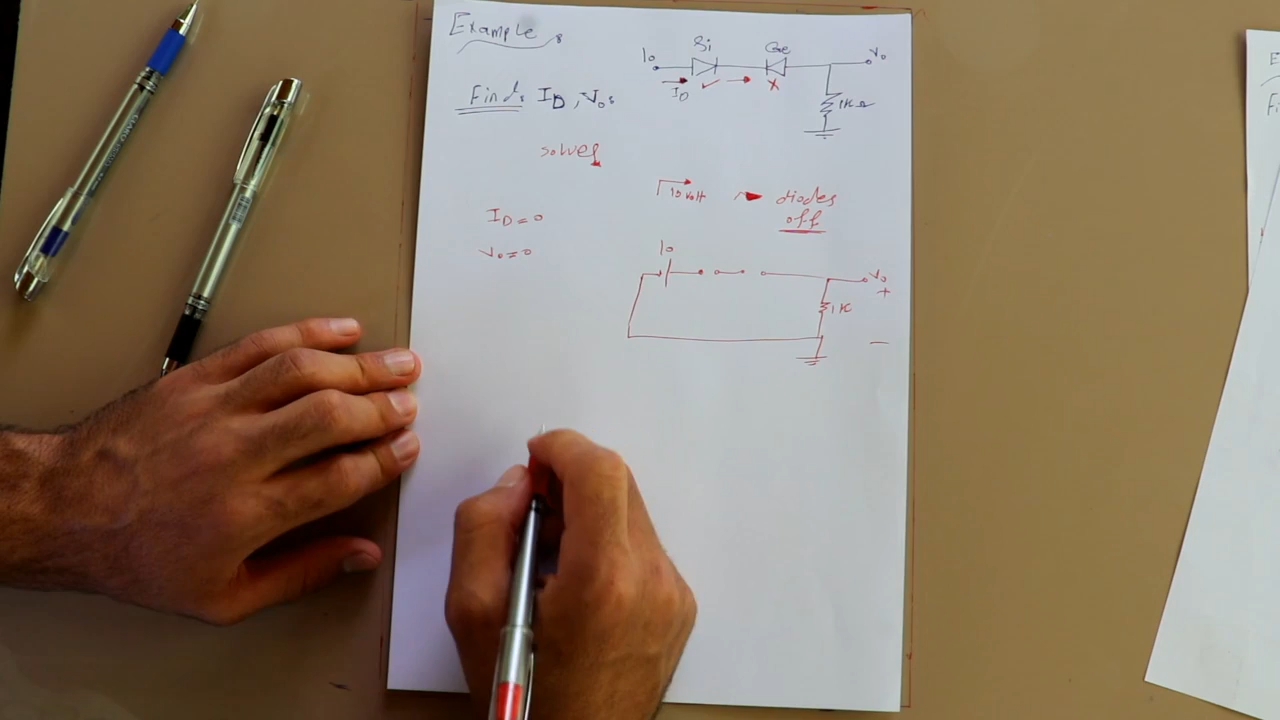 Example:
Find: ID, Vo:
10 Si Ge Vo
ID
1KΩ
solve:
10 volt → diodes
off
ID = 0
Vo = 0
10 Vo
+
1K
-